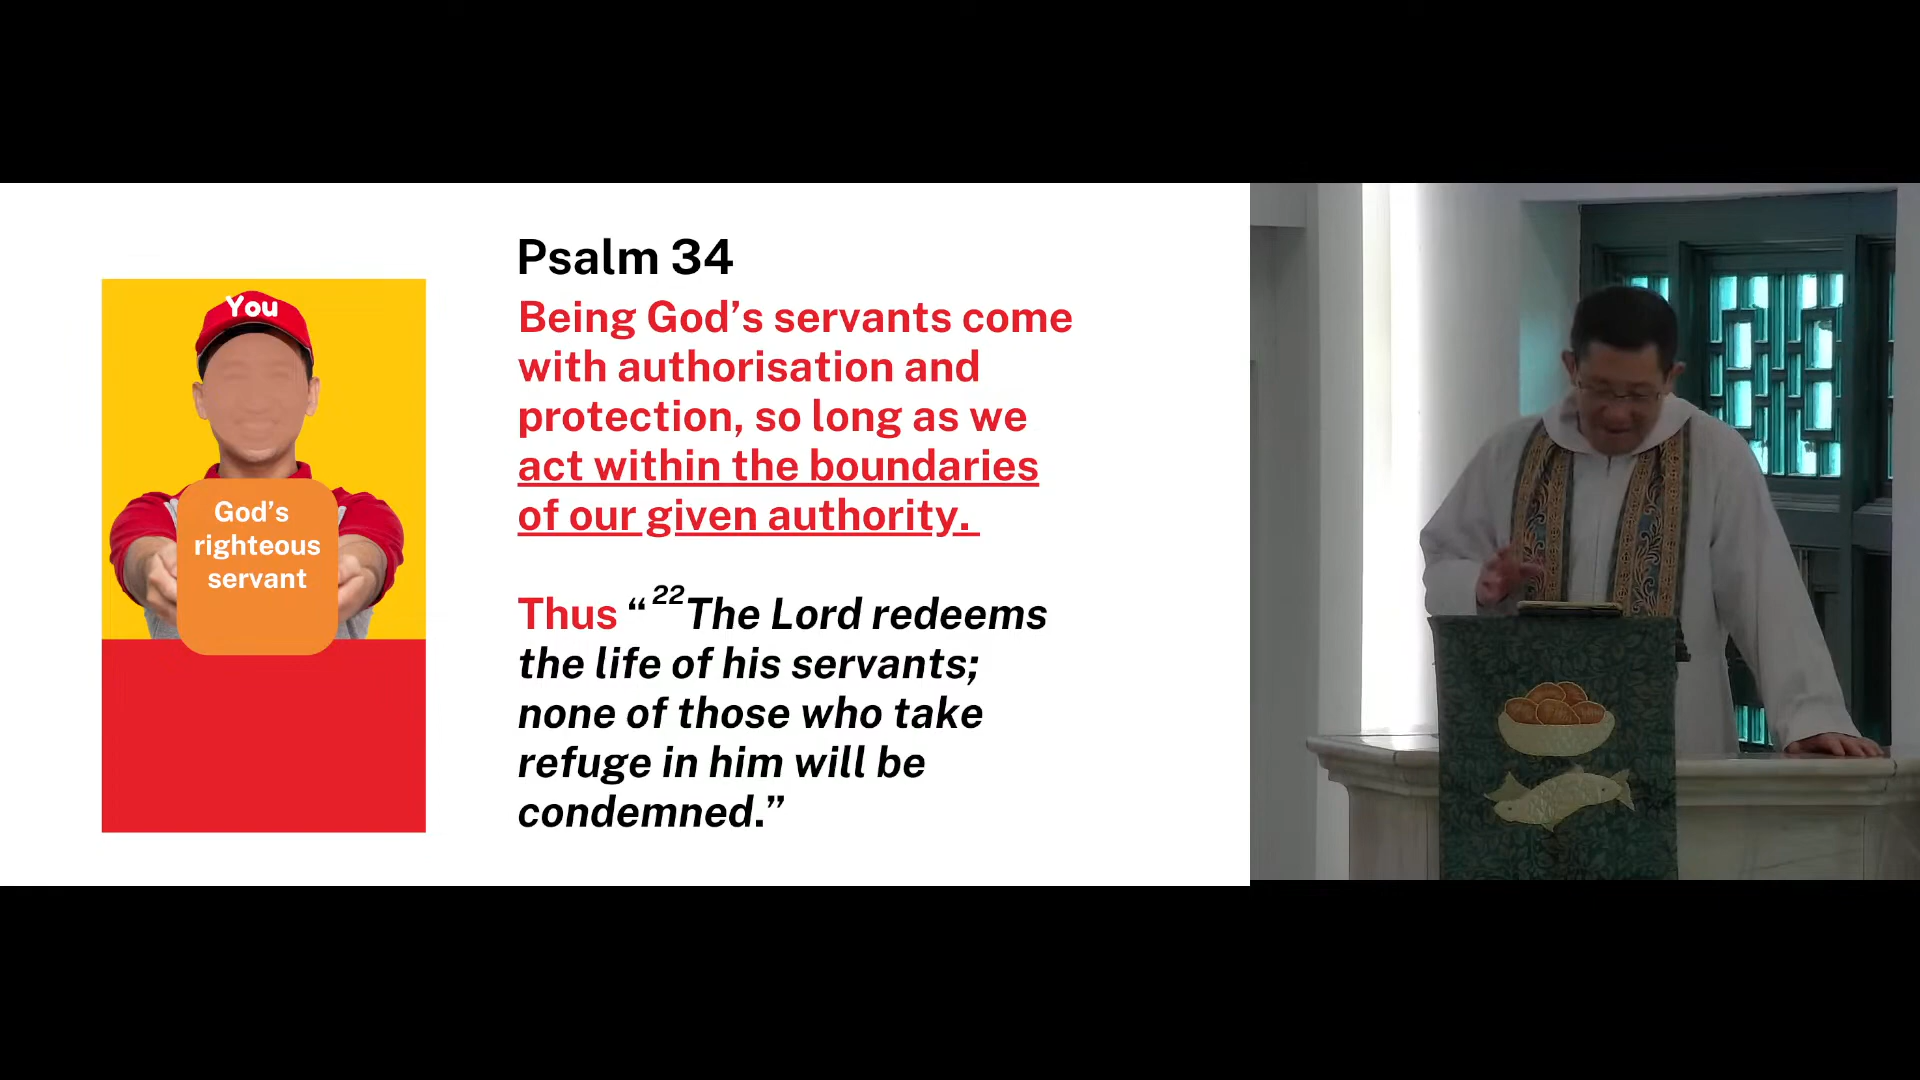 You
God’s
righteous
servant
Psalm 34
Being God’s servants come
with authorisation and
protection, so long as we
act within the boundaries
of our given authority.
Thus “ 22The Lord redeems
the life of his servants;
none of those who take
refuge in him will be
condemned.”